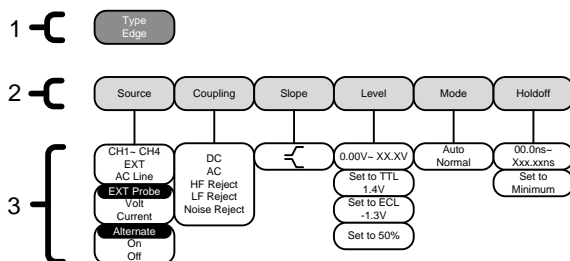 1
Type
Edge
2
Source
Coupling
Slope
Level
Mode
Holdoff
3
CH1~ CH4
EXT
AC Line
EXT Probe
Volt
Current
Alternate
On
Off
DC
AC
HF Reject
LF Reject
Noise Reject
0.00V~ XX.XV
Set to TTL
1.4V
Set to ECL
-1.3V
Set to 50%
Auto
Normal
00.0ns~
Xxx.xxns
Set to
Minimum